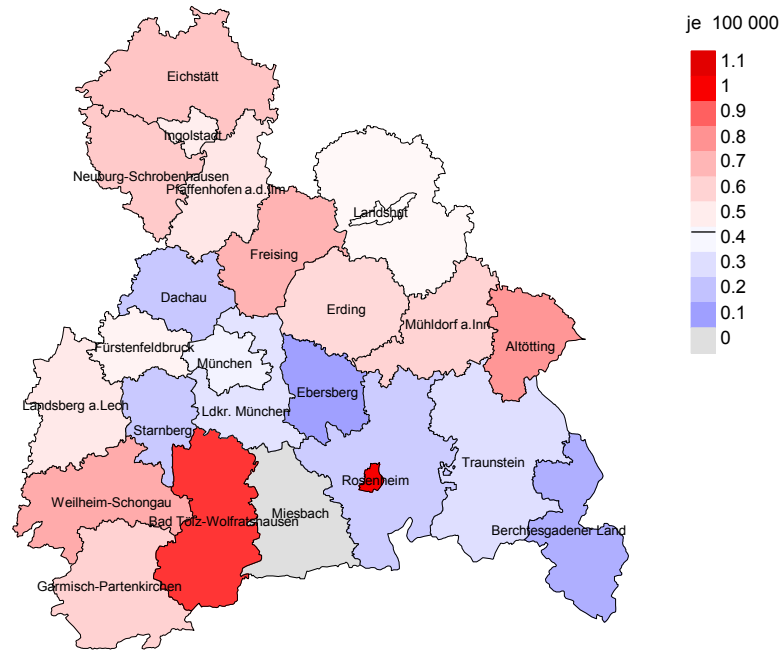 je 100 000
1.1
1
0.9
0.8
0.7
0.6
0.5
0.4
0.3
0.2
0.1
0
Eichstätt
Ingolstadt
Neuburg-Schrobenhausen
Pfaffenhofen a.d.Ilm
Landshut
Freising
Dachau
Erding
Mühldorf a.Inn
Altötting
Fürstenfeldbruck
München
Ebersberg
Landsberg a.Lech
Ldkr. München
Starnberg
Traunstein
Rosenheim
Weilheim-Schongau
Bad Tölz-Wolfratshausen
Miesbach
Berchtesgadener Land
Garmisch-Partenkirchen